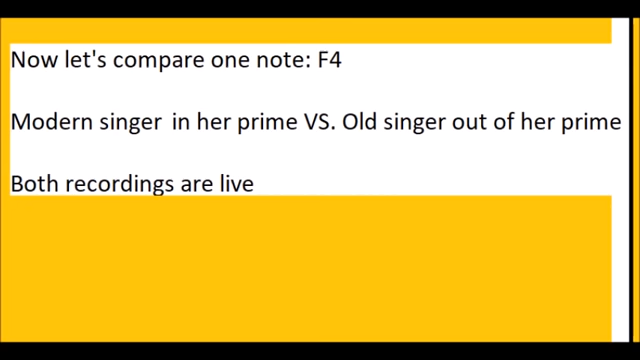 Now let's compare one note: F4
Modern singer in her prime VS. Old singer out of her prime
Both recordings are live